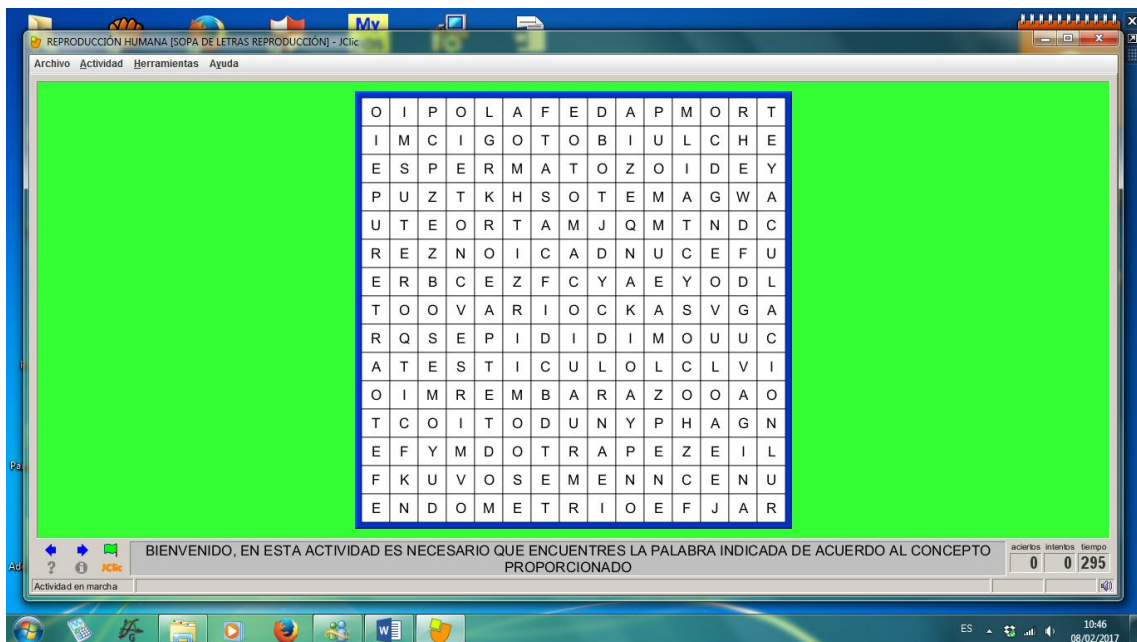 My
REPRODUCCIÓN HUMANA [SOPA DE LETRAS REPRODUCCIÓN] - JClic
Archivo Actividad Herramientas Ayuda
O I P O L A F E D A P M O R T
I M C I G O T O B I U L C H E
E S P E R M A T O Z O I D E Y
P U Z T K H S O T E M A G W A
U T E O R T A M J Q M T N D C
R E Z N O I C A D N U C E F U
E R B C E Z F C Y A E Y O D L
T O O V A R I O C K A S V G A
R Q S E P I D I D I M O U U C
A T E S T I C U L O L C L V I
O I M R E M B A R A Z O O A O
T C O I T O D U N Y P H A G N
E F Y M D O T R A P E Z E I L
F K U V O S E M E N N C E N U
E N D O M E T R I O E F J A R
BIENVENIDO, EN ESTA ACTIVIDAD ES NECESARIO QUE ENCUENTRES LA PALABRA INDICADA DE ACUERDO AL CONCEPTO
PROPORCIONADO
aciertos intentos tiempo
0 0 295
JClic
Actividad en marcha
ES
10:46
08/02/2017